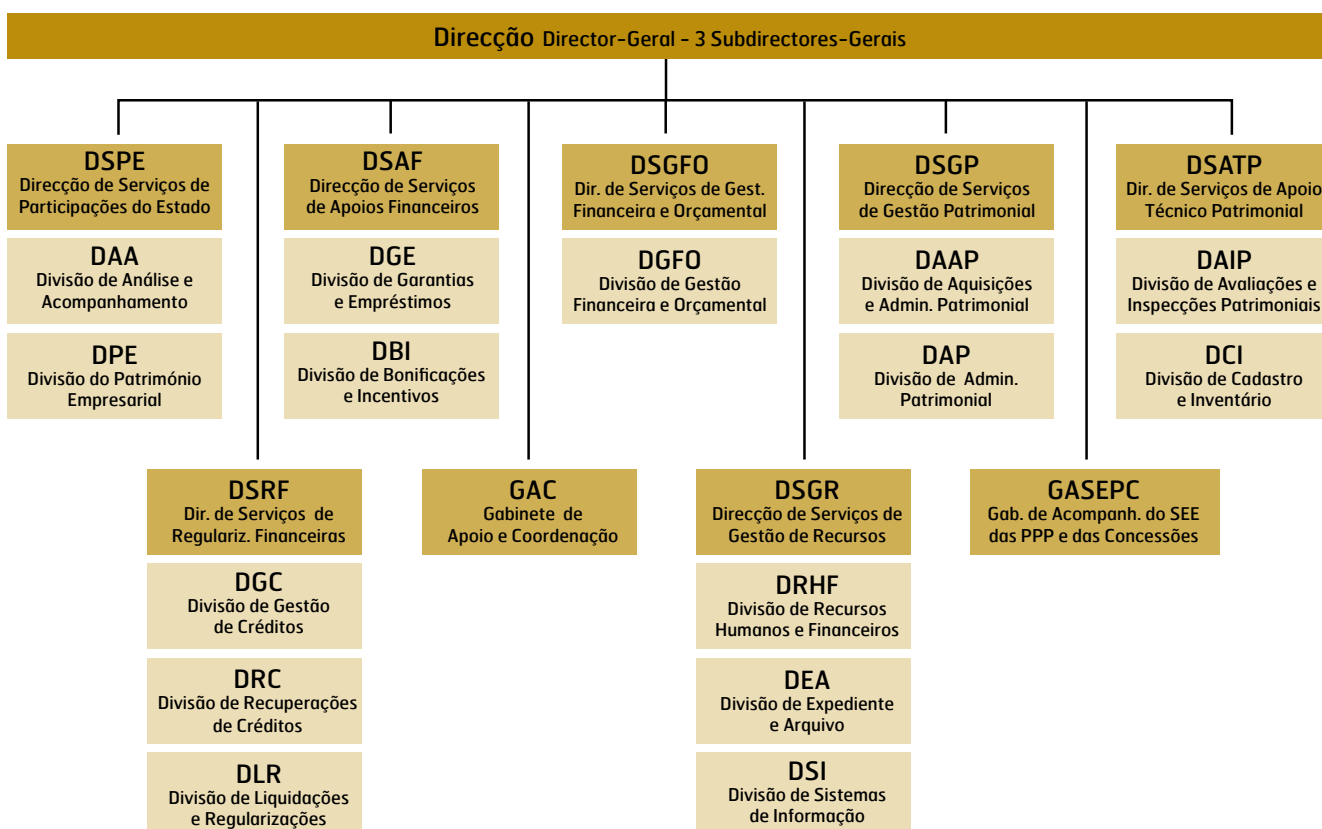 Direcção Director-Geral - 3 Subdirectores-Gerais
DSPE
Direcção de Serviços de
Participações do Estado
DAA
Divisão de Análise e
Acompanhamento
DPE
Divisão do Património
Empresarial
DSAF
Direcção de Serviços
de Apoios Financeiros
DGE
Divisão de Garantias
e Empréstimos
DBI
Divisão de Bonificações
e Incentivos
DSGFO
Dir. de Serviços de Gest.
Financeira e Orçamental
DGFO
Divisão de Gestão
Financeira e Orçamental
DSGP
Direcção de Serviços
de Gestão Patrimonial
DAAP
Divisão de Aquisições
e Admin. Patrimonial
DAP
Divisão de Admin.
Patrimonial
DSATP
Dir. de Serviços de Apoio
Técnico Patrimonial
DAIP
Divisão de Avaliações e
Inspecções Patrimoniais
DCI
Divisão de Cadastro
e Inventário
DSRF
Dir. de Serviços de
Regulariz. Financeiras
DGC
Divisão de Gestão
de Créditos
DRC
Divisão de Recuperações
de Créditos
DLR
Divisão de Liquidações
e Regularizações
GAC
Gabinete de
Apoio e Coordenação
DSGR
Direcção de Serviços de
Gestão de Recursos
DRHF
Divisão de Recursos
Humanos e Financeiros
DEA
Divisão de Expediente
e Arquivo
DSI
Divisão de Sistemas
de Informação
GASEPC
Gab. de Acompanh. do SEE
das PPP e das Concessões